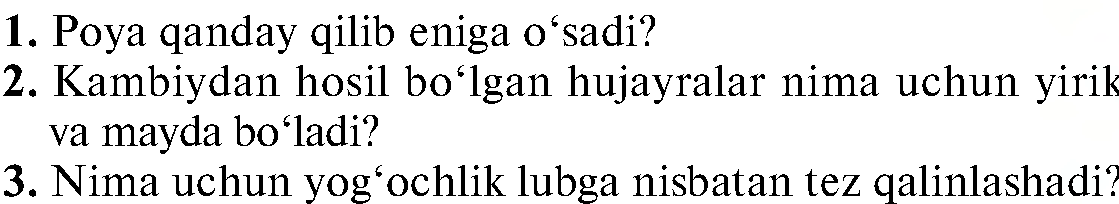 1. Poya qanday qilib eniga o‘sadi?
2. Kambiydan hosil bo‘lgan hujayralar nima uchun yirik
va mayda bo‘ladi?
3. Nima uchun yog‘ochlik lubga nisbatan tez qalinlashadi?